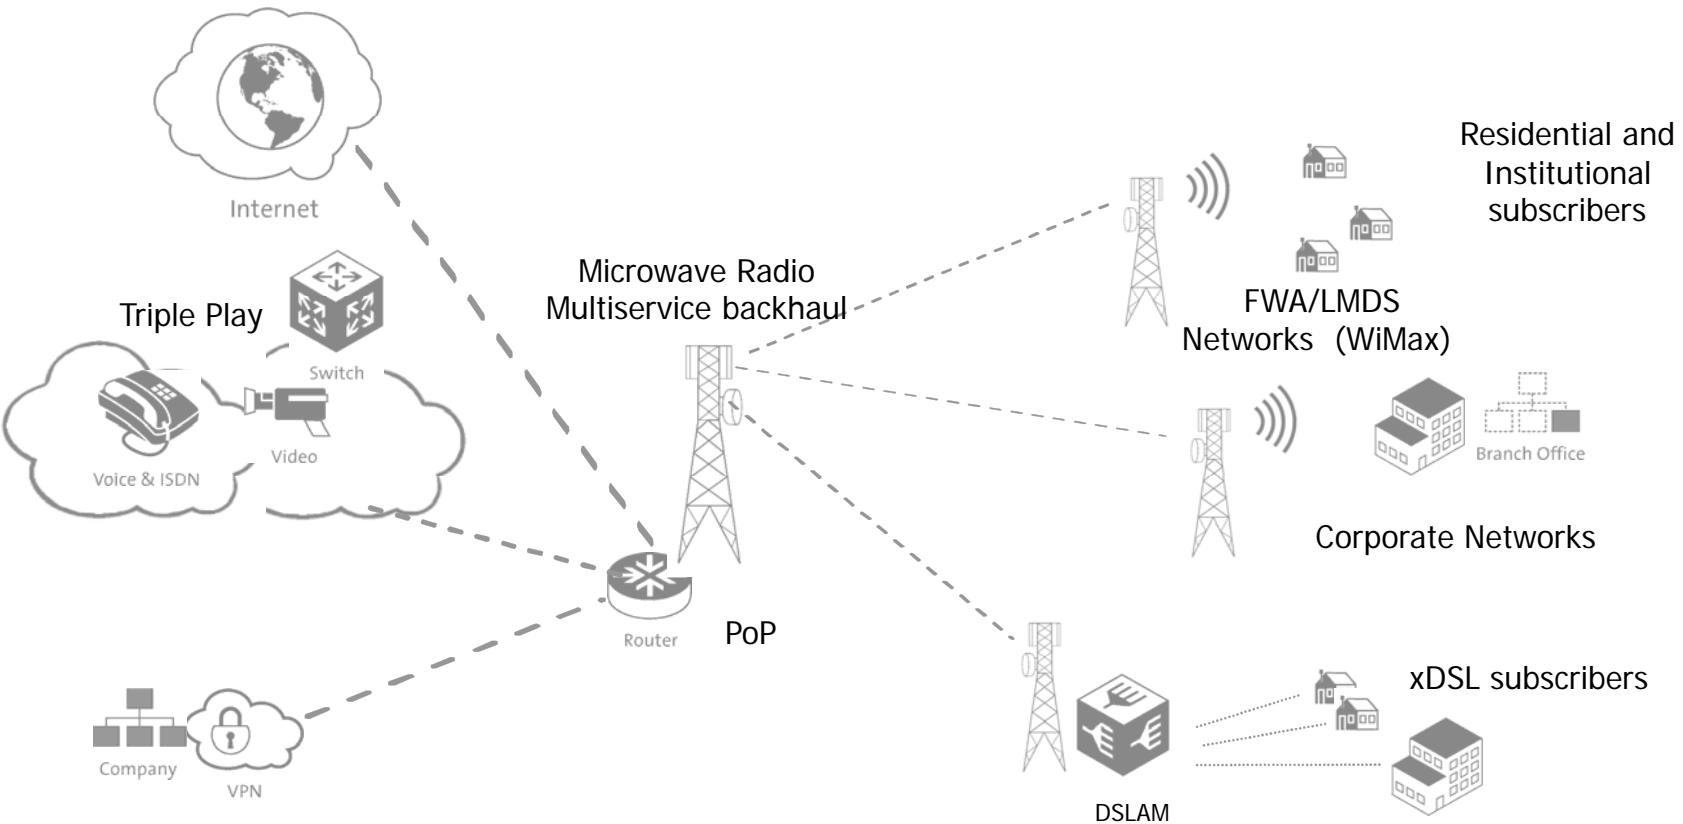 Internet
Triple Play
Switch
Voice & ISDN
Video
Company
VPN
Microwave Radio
Multiservice backhaul
Router
PoP
Residential and
Institutional
subscribers
FWA/LMDS
Networks (WiMax)
Branch Office
Corporate Networks
xDSL subscribers
DSLAM